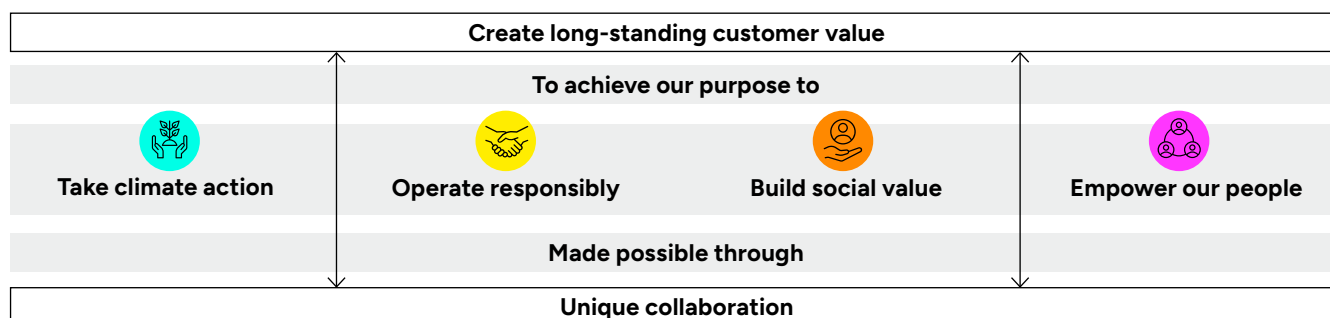 Create long-standing customer value
To achieve our purpose to
Take climate action
Operate responsibly
Build social value
Empower our people
Made possible through
Unique collaboration